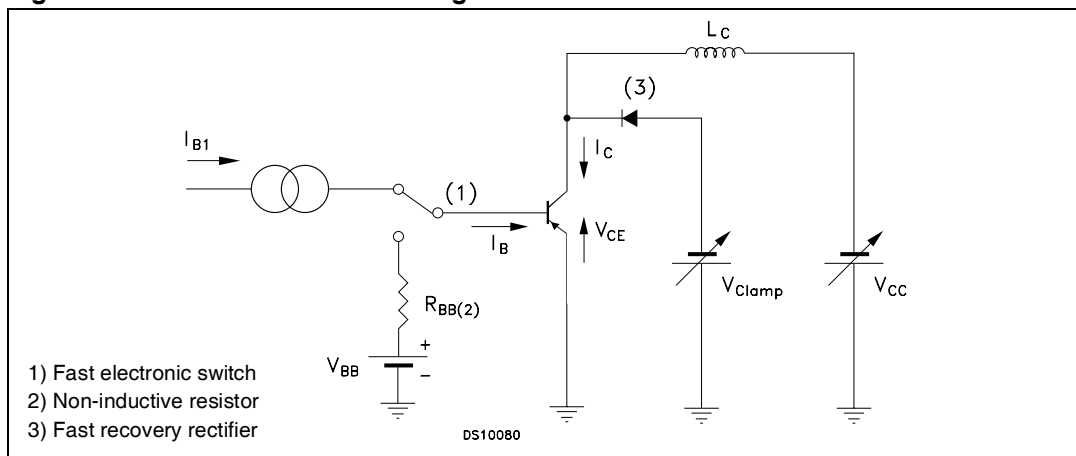 L_C
(3)
I_B1
I_C
(1)
I_B
V_CE
V_Clamp
V_CC
R_BB(2)
V_BB
+
−
1) Fast electronic switch
2) Non-inductive resistor
3) Fast recovery rectifier
DS10080